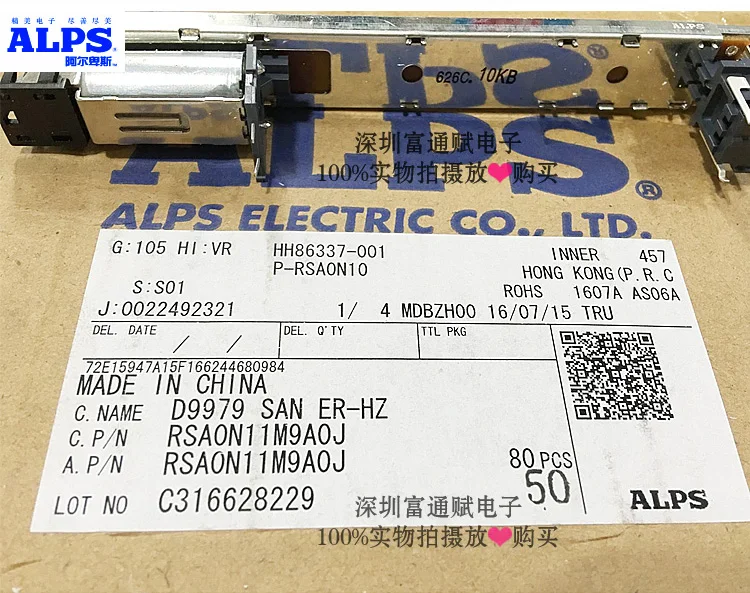 精美电子 尽善尽美
ALPS
阿尔卑斯
ALPS
626C. 10KB
ALPS®
深圳富通赋电子
100%实物拍摄放❤购买
ALPS ELECTRIC CO., LTD.
G:105 HI:VR HH86337-001 INNER 457
P-RSA0N10 HONG KONG(P.R.C
S:S01 ROHS 1607A AS06A
J:0022492321 1/ 4 MDBZH00 16/07/15 TRU
DEL. DATE / / DEL. Q'TY TTL PKG
72E15947A15F166244680984
MADE IN CHINA
C.NAME D9979 SAN ER-HZ
C.P/N RSA0N11M9A0J
A.P/N RSA0N11M9A0J 80 PCS
50
LOT NO C316628229
ALPS
深圳富通赋电子
100%实物拍摄放❤购买